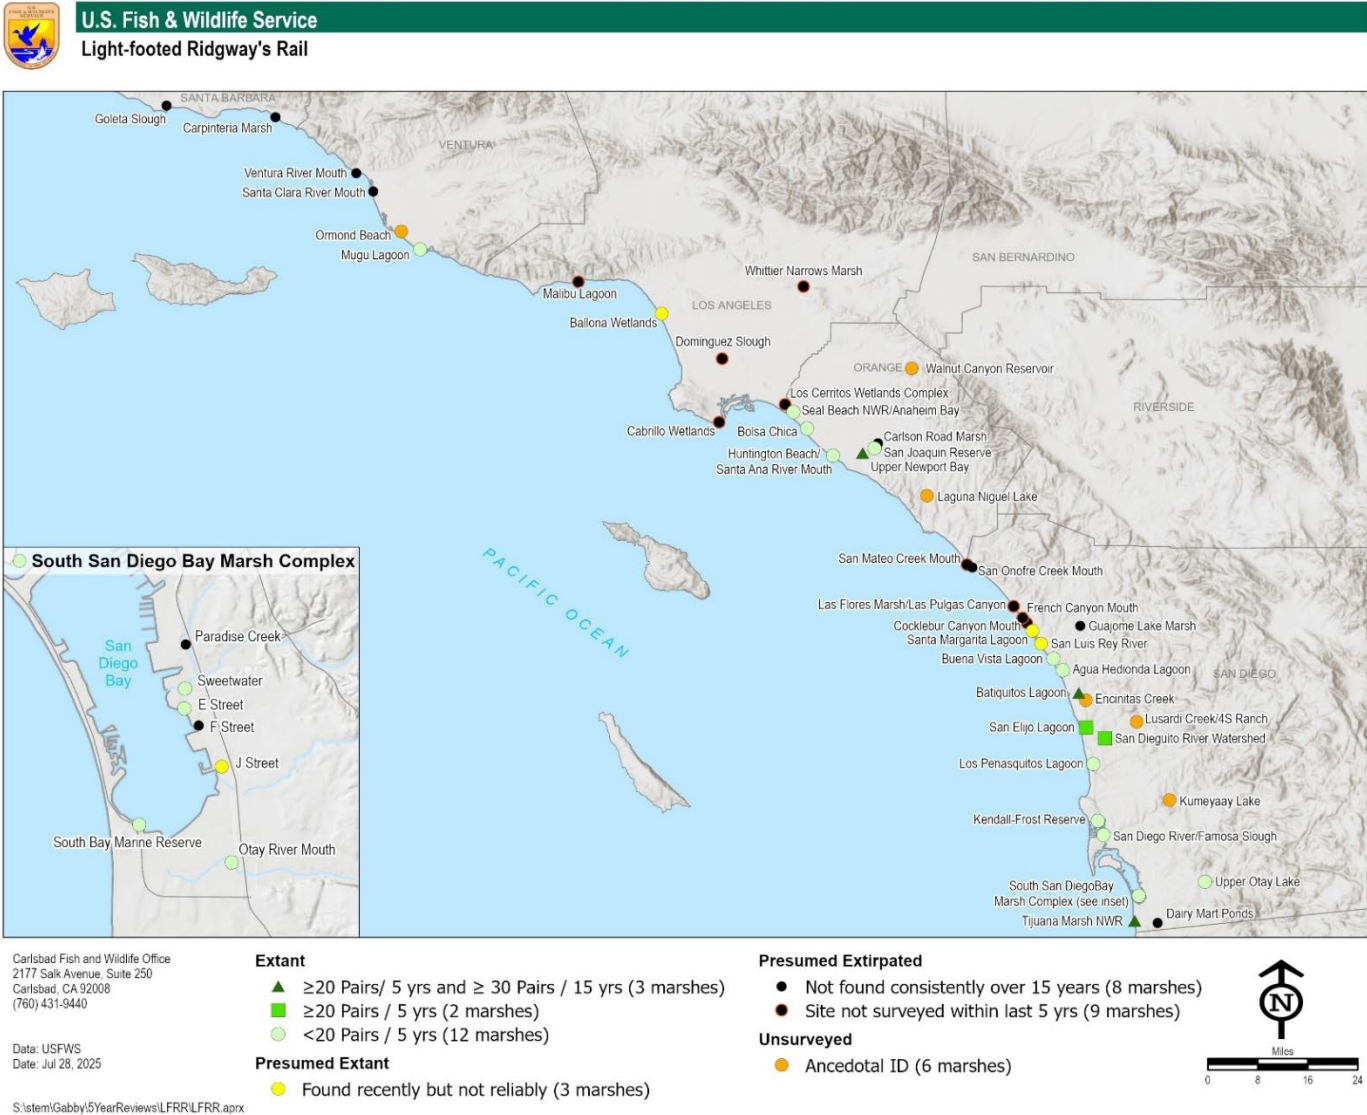 U.S. Fish & Wildlife Service
Light-footed Ridgway's Rail
SANTA BARBARA
Goleta Slough
Carpinteria Marsh
VENTURA
Ventura River Mouth
Santa Clara River Mouth
Ormond Beach
Mugu Lagoon
SAN BERNARDINO
Whittier Narrows Marsh
Malibu Lagoon
LOS ANGELES
Ballona Wetlands
Dominguez Slough
ORANGE
Walnut Canyon Reservoir
Los Cerritos Wetlands Complex
Seal Beach NWR/Anaheim Bay
RIVERSIDE
Cabrillo Wetlands
Bolsa Chica
Carlson Road Marsh
Huntington Beach/
Santa Ana River Mouth
San Joaquin Reserve
Upper Newport Bay
Laguna Niguel Lake
PACIFIC OCEAN
San Mateo Creek Mouth
San Onofre Creek Mouth
Las Flores Marsh/Las Pulgas Canyon
French Canyon Mouth
Cocklebur Canyon Mouth
Guajome Lake Marsh
Santa Margarita Lagoon
San Luis Rey River
Buena Vista Lagoon
Agua Hedionda Lagoon
SAN DIEGO
Batiquitos Lagoon
Encinitas Creek
Lusardi Creek/4S Ranch
San Elijo Lagoon
San Dieguito River Watershed
Los Penasquitos Lagoon
Kumeyaay Lake
Kendall-Frost Reserve
San Diego River/Famosa Slough
Upper Otay Lake
South San DiegoBay
Marsh Complex (see inset)
Tijuana Marsh NWR
Dairy Mart Ponds
South San Diego Bay Marsh Complex
San
Diego
Bay
Paradise Creek
Sweetwater
E Street
F Street
J Street
South Bay Marine Reserve
Otay River Mouth
Carlsbad Fish and Wildlife Office
2177 Salk Avenue, Suite 250
Carlsbad, CA 92008
(760) 431-9440
Data: USFWS
Date: Jul 28, 2025
S:\stem\Gabby\5YearReviews\LFRR\LFRR.aprx
Extant
≥20 Pairs/ 5 yrs and ≥ 30 Pairs / 15 yrs (3 marshes)
≥20 Pairs / 5 yrs (2 marshes)
<20 Pairs / 5 yrs (12 marshes)
Presumed Extant
Found recently but not reliably (3 marshes)
Presumed Extirpated
Not found consistently over 15 years (8 marshes)
Site not surveyed within last 5 yrs (9 marshes)
Unsurveyed
Ancedotal ID (6 marshes)
N
Miles
0 8 16 24